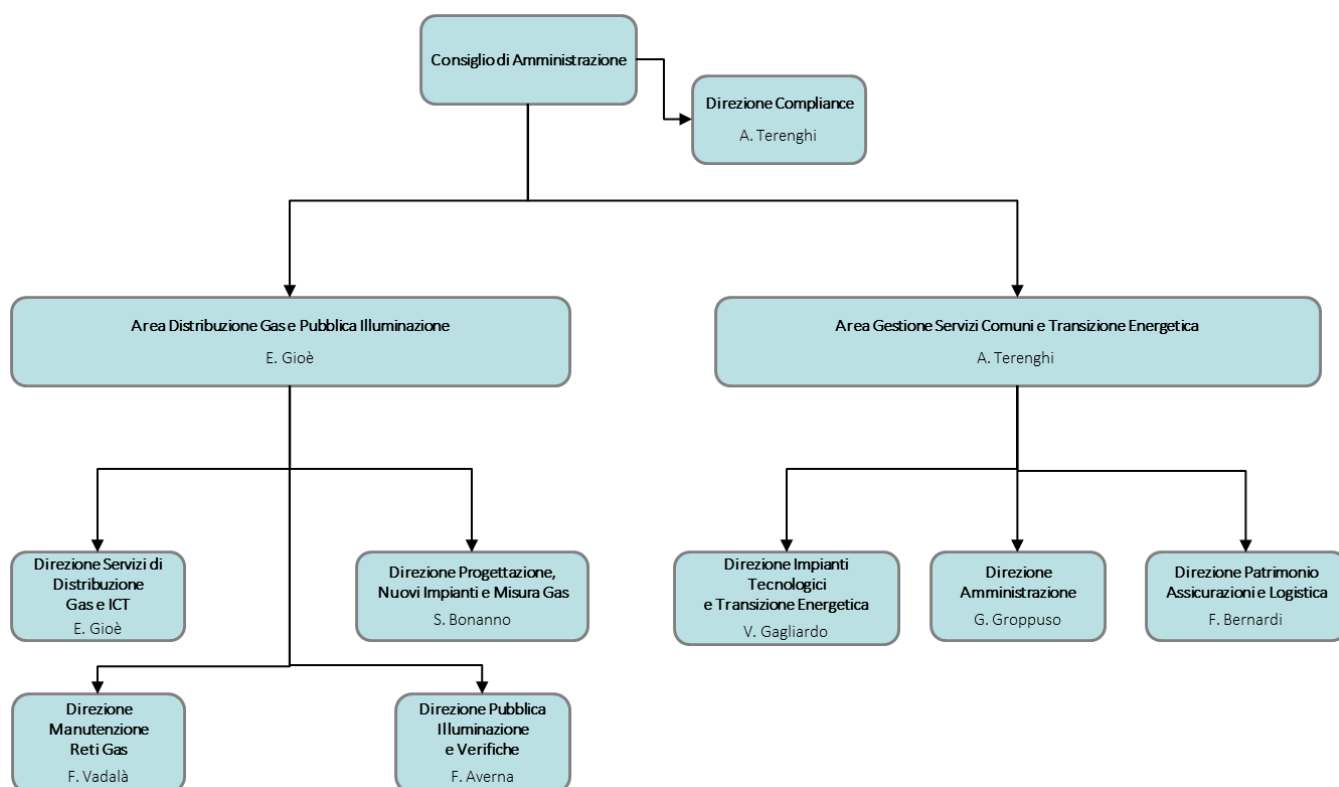 Consiglio di Amministrazione
Direzione Compliance
A. Terenghi
Area Distribuzione Gas e Pubblica Illuminazione
E. Gioè
Area Gestione Servizi Comuni e Transizione Energetica
A. Terenghi
Direzione Servizi di
Distribuzione
Gas e ICT
E. Gioè
Direzione Progettazione,
Nuovi Impianti e Misura Gas
S. Bonanno
Direzione Impianti
Tecnologici
e Transizione Energetica
V. Gagliardo
Direzione
Amministrazione
G. Groppuso
Direzione Patrimonio
Assicurazioni e Logistica
F. Bernardi
Direzione
Manutenzione
Reti Gas
F. Vadalà
Direzione Pubblica
Illuminazione
e Verifiche
F. Averna